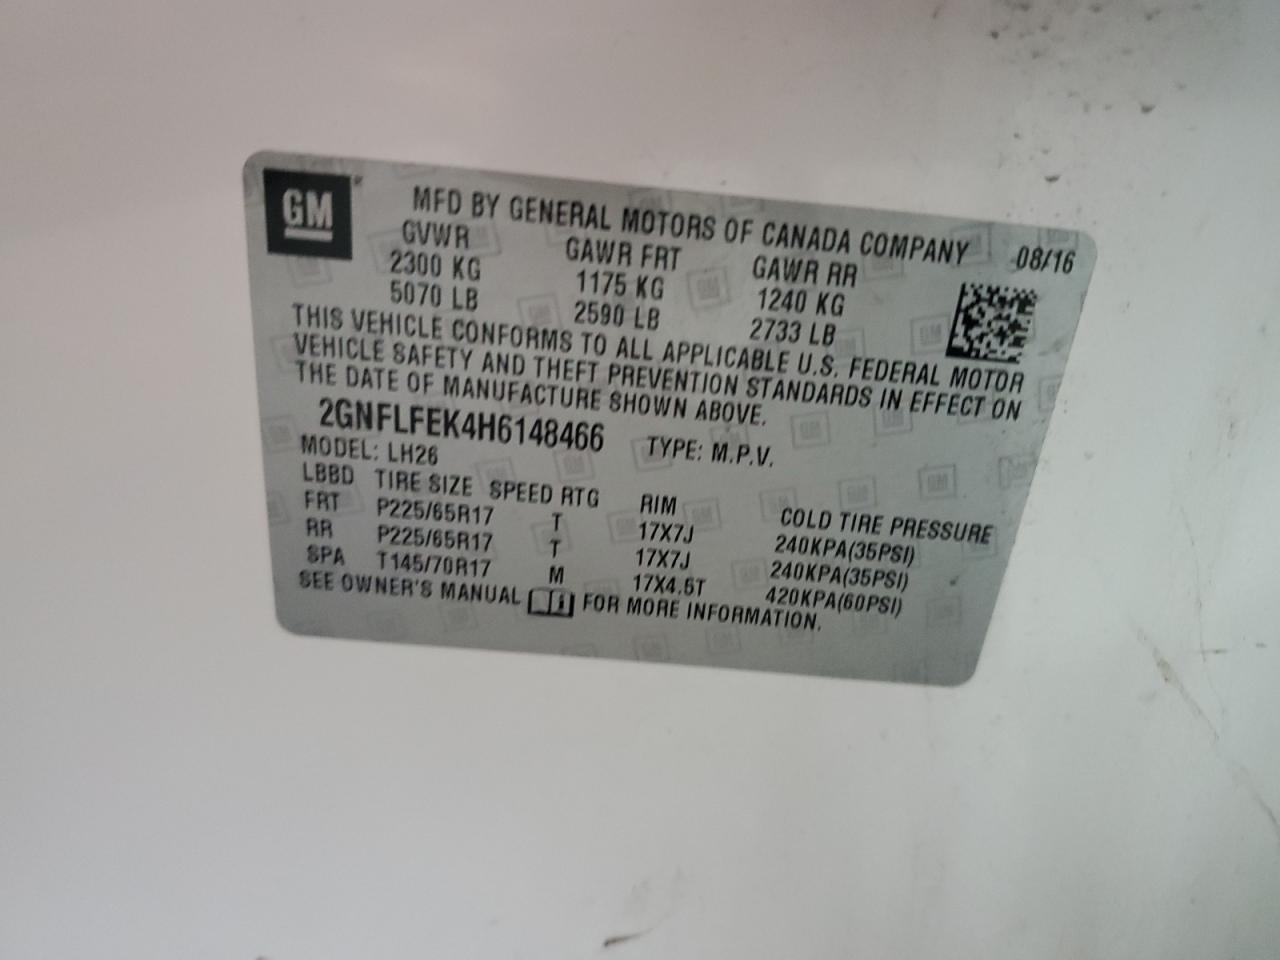 GM
MFD BY GENERAL MOTORS OF CANADA COMPANY 08/16
GVWR GAWR FRT GAWR RR
2300 KG 1175 KG 1240 KG
5070 LB 2590 LB 2733 LB
THIS VEHICLE CONFORMS TO ALL APPLICABLE U.S. FEDERAL MOTOR
VEHICLE SAFETY AND THEFT PREVENTION STANDARDS IN EFFECT ON
THE DATE OF MANUFACTURE SHOWN ABOVE.
2GNFLFEK4H6148466 TYPE: M.P.V.
MODEL: LH26
LBBD TIRE SIZE SPEED RTG RIM COLD TIRE PRESSURE
FRT P225/65R17 T 17X7J 240KPA(35PSI)
RR P225/65R17 T 17X7J 240KPA(35PSI)
SPA T145/70R17 M 17X4.5T 420KPA(60PSI)
SEE OWNER'S MANUAL FOR MORE INFORMATION.